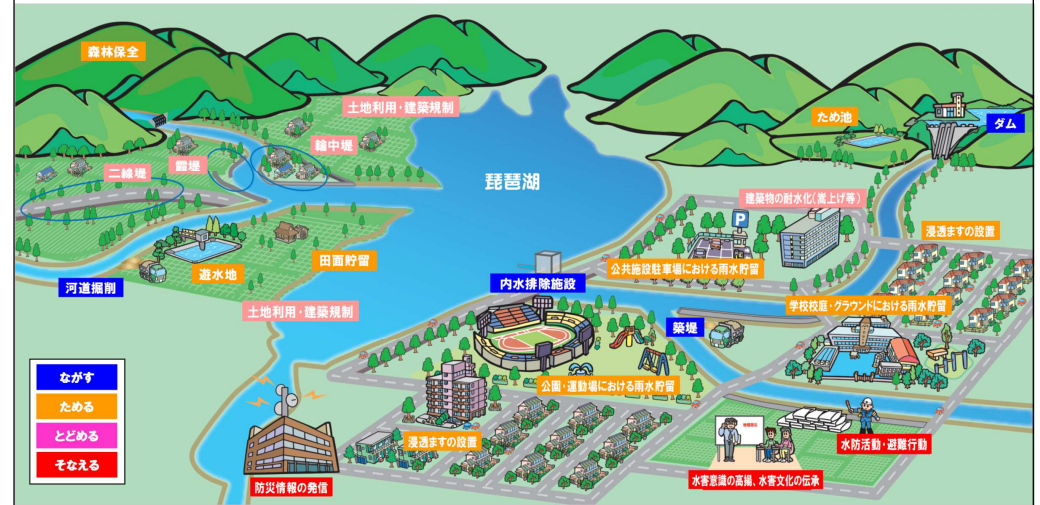 森林保全
土地利用・建築規制
ため池
ダム
輪中堤
霞堤
二線堤
琵琶湖
建築物の耐水化(嵩上げ等)
P
浸透ますの設置
田面貯留
遊水地
公共施設駐車場における雨水貯留
河道掘削
内水排除施設
学校校庭・グラウンドにおける雨水貯留
土地利用・建築規制
築堤
ながす
ためる
とどめる
そなえる
公園・運動場における雨水貯留
浸透ますの設置
水防活動・避難行動
水害意識の高揚、水害文化の伝承
防災情報の発信